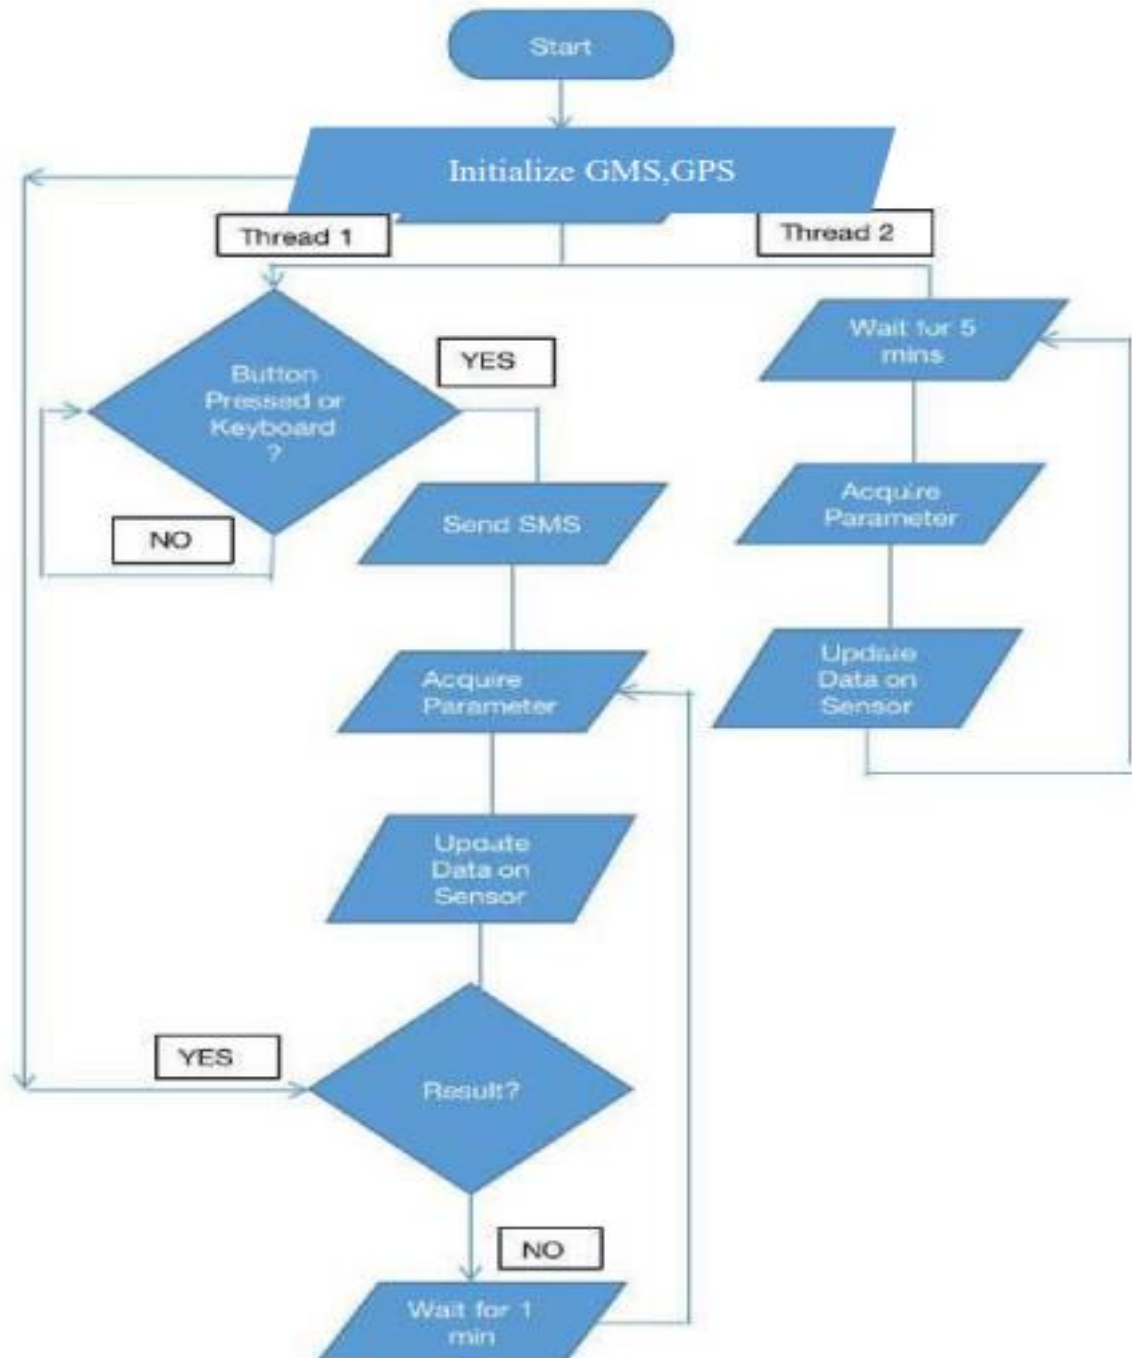 Start
Initialize GMS,GPS
Thread 1
Thread 2
Button
Pressed or
Keyboard
?
YES
NO
Send SMS
Acquire
Parameter
Update
Data on
Sensor
YES
Result?
NO
Wait for 1
min
Wait for 5
mins
Acquire
Parameter
Update
Data on
Sensor